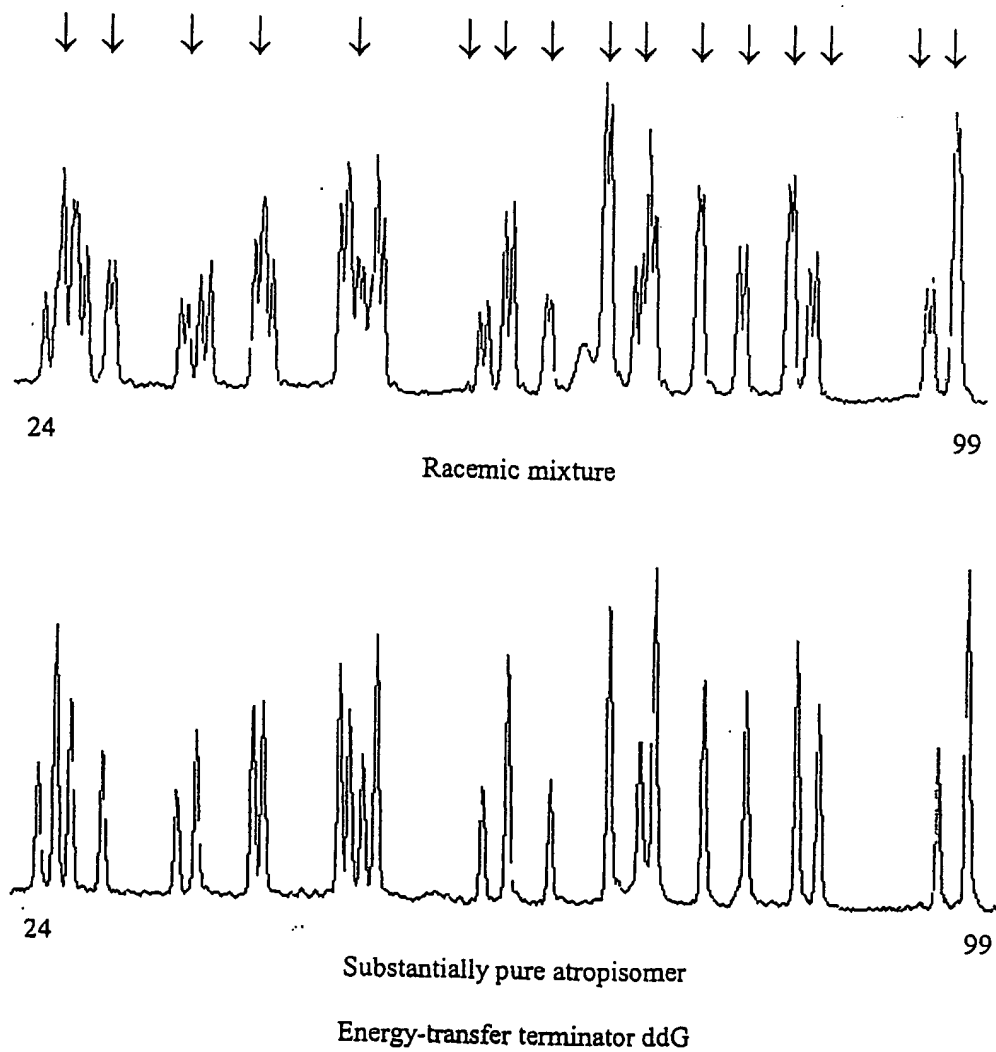 24
99
Racemic mixture
24
99
Substantially pure atropisomer
Energy-transfer terminator ddG